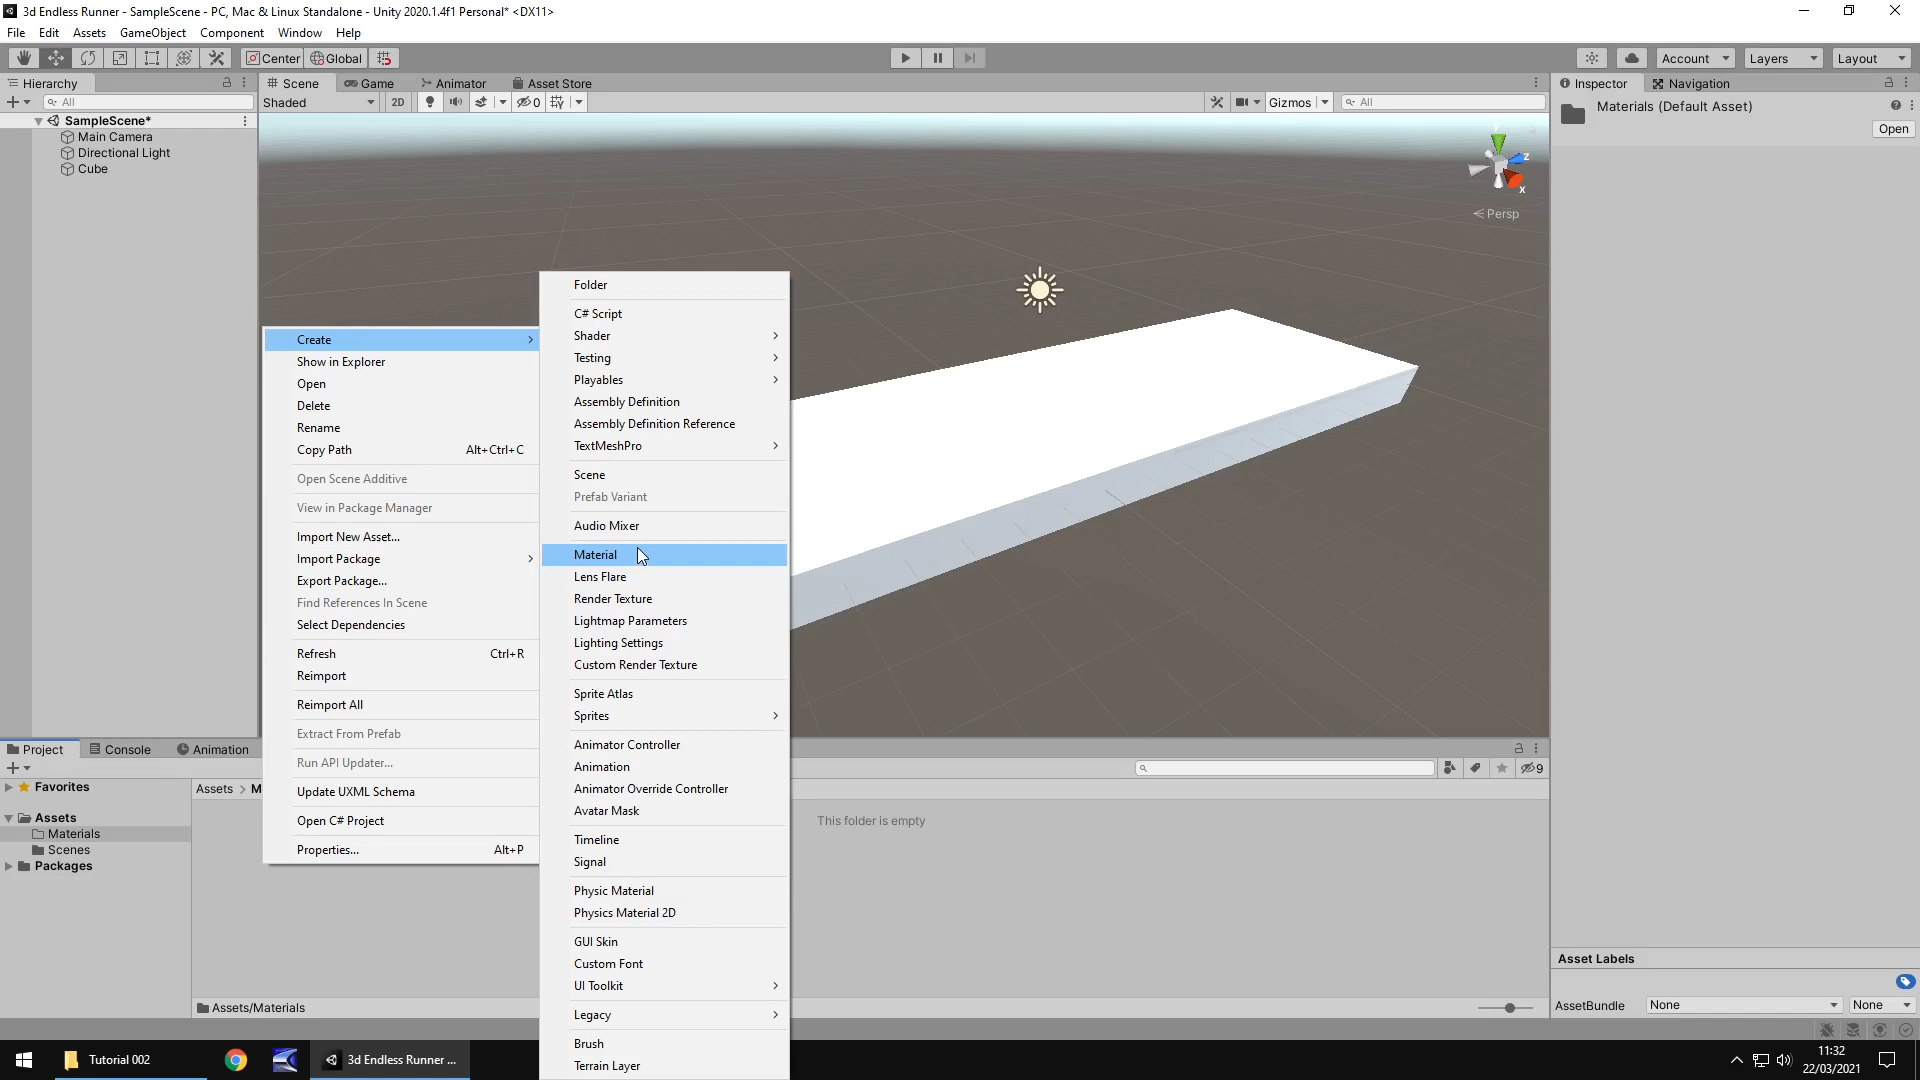 3d Endless Runner - SampleScene - PC, Mac & Linux Standalone - Unity 2020.1.4f1 Personal* <DX11>
File Edit Assets GameObject Component Window Help
Center Global Account Layers Layout
Hierarchy Scene Game Animator Asset Store Inspector Navigation
All Shaded 2D 0 Gizmos All
Materials (Default Asset)
Open
SampleScene*
Main Camera
Directional Light
Cube
z
x
Persp
Create
Show in Explorer
Open
Delete
Rename
Copy Path Alt+Ctrl+C
Open Scene Additive
View in Package Manager
Import New Asset...
Import Package
Export Package...
Find References In Scene
Select Dependencies
Refresh Ctrl+R
Reimport
Reimport All
Extract From Prefab
Run API Updater...
Update UXML Schema
Open C# Project
Properties... Alt+P
Folder
C# Script
Shader
Testing
Playables
Assembly Definition
Assembly Definition Reference
TextMeshPro
Scene
Prefab Variant
Audio Mixer
Material
Lens Flare
Render Texture
Lightmap Parameters
Lighting Settings
Custom Render Texture
Sprite Atlas
Sprites
Animator Controller
Animation
Animator Override Controller
Avatar Mask
Timeline
Signal
Physic Material
Physics Material 2D
GUI Skin
Custom Font
UI Toolkit
Legacy
Brush
Terrain Layer
Project Console Animation
9
Favorites
Assets
Materials
Scenes
Packages
Assets > M
This folder is empty
Assets/Materials
Asset Labels
AssetBundle None None
Tutorial 002
3d Endless Runner ...
11:32
22/03/2021